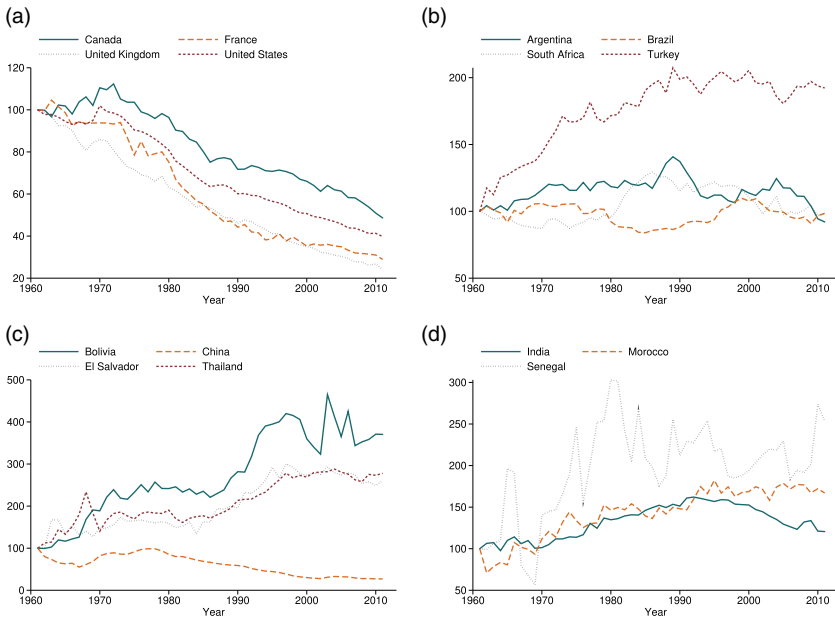 (a)
Canada France
United Kingdom United States
120
100
80
60
40
20
1960 1970 1980 1990 2000 2010
Year
(b)
Argentina Brazil
South Africa Turkey
200
150
100
50
1960 1970 1980 1990 2000 2010
Year
(c)
Bolivia China
El Salvador Thailand
500
400
300
200
100
0
1960 1970 1980 1990 2000 2010
Year
(d)
India Morocco
Senegal
300
250
200
150
100
50
1960 1970 1980 1990 2000 2010
Year